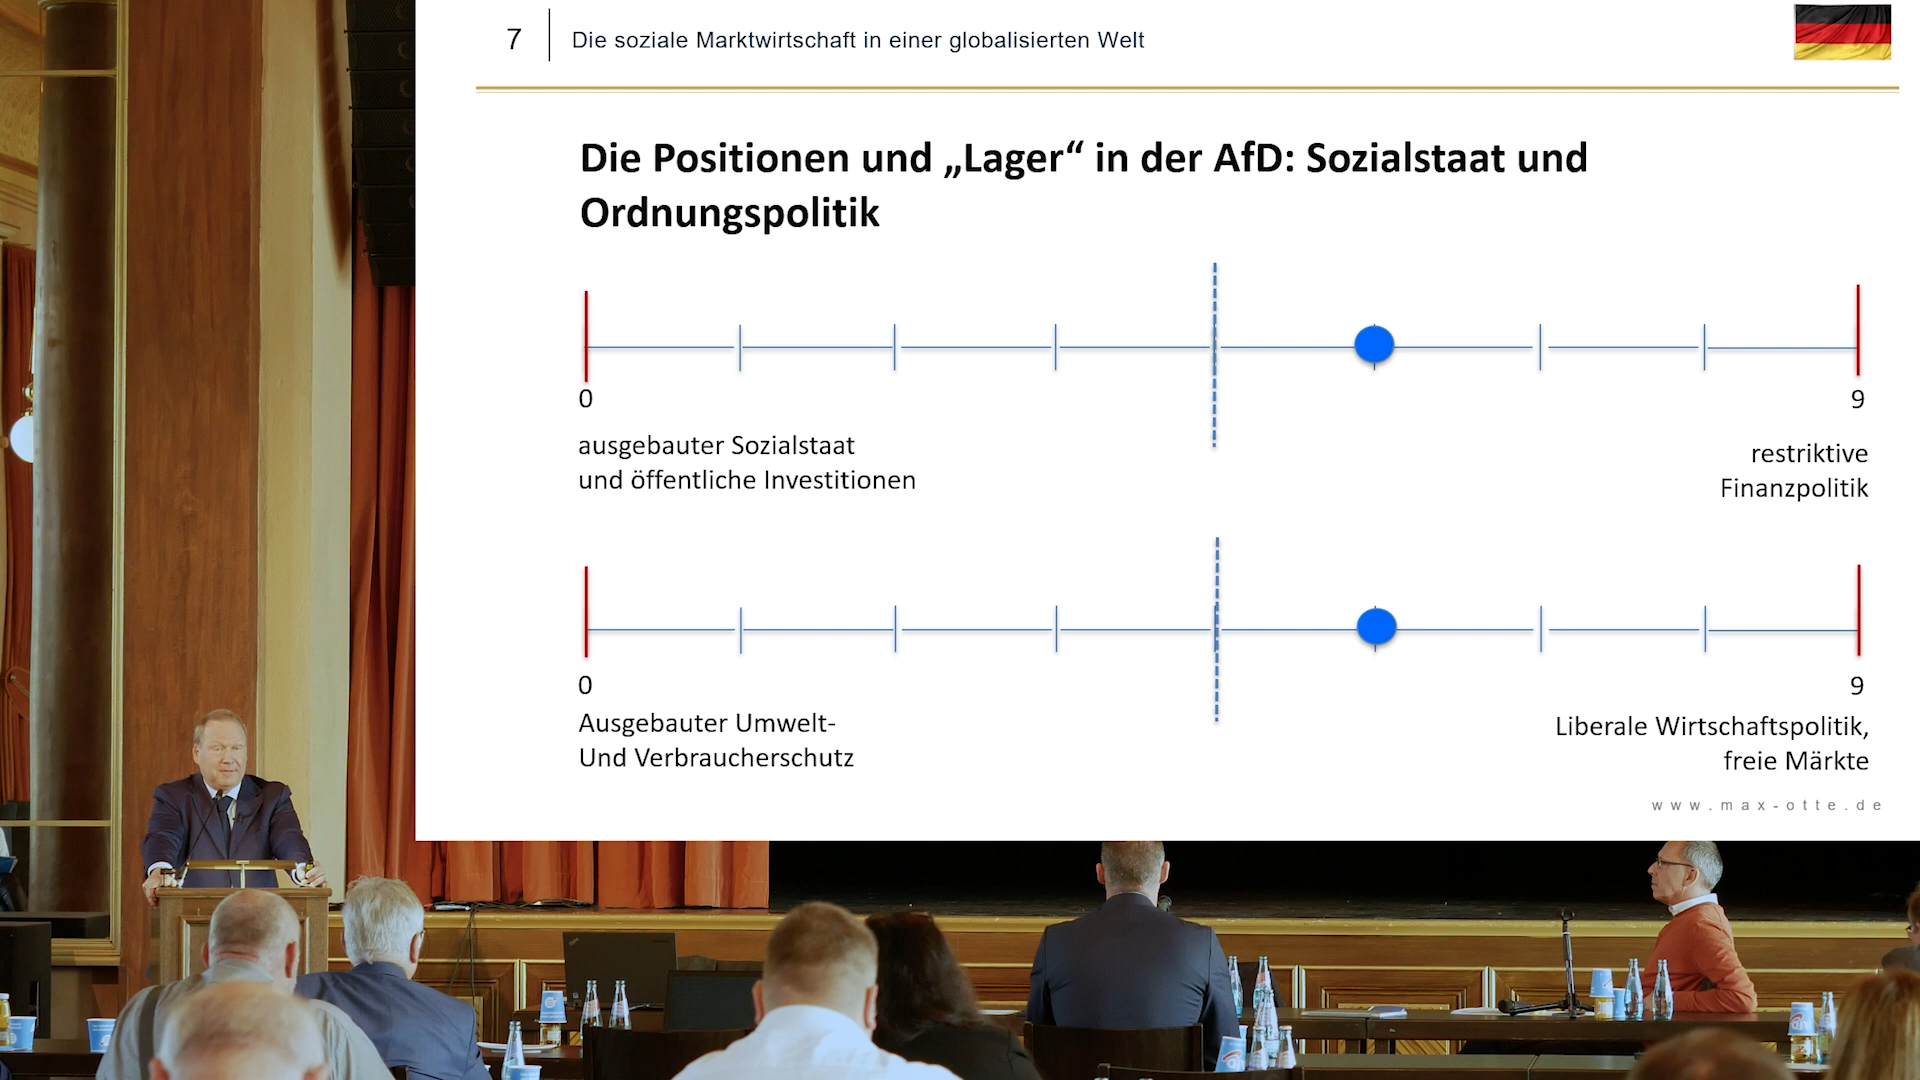 7
Die soziale Marktwirtschaft in einer globalisierten Welt
Die Positionen und „Lager“ in der AfD: Sozialstaat und
Ordnungspolitik
0
9
ausgebauter Sozialstaat
und öffentliche Investitionen
restriktive
Finanzpolitik
0
9
Ausgebauter Umwelt-
Und Verbraucherschutz
Liberale Wirtschaftspolitik,
freie Märkte
www.max-otte.de